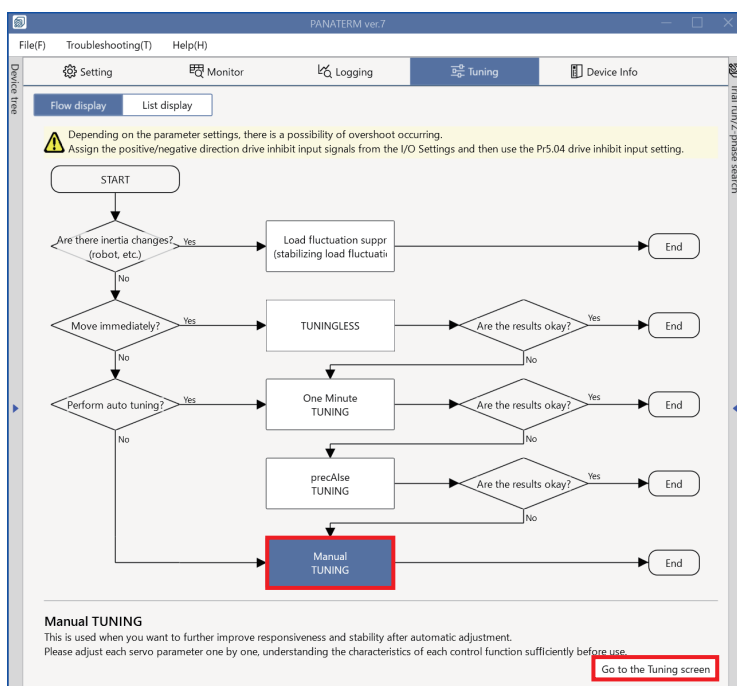 PANATERM ver.7
File(F) Troubleshooting(T) Help(H)
Setting Monitor Logging Tuning Device Info
Device tree
Trial run/Z-phase search
Flow display List display
Depending on the parameter settings, there is a possibility of overshoot occurring.
Assign the positive/negative direction drive inhibit input signals from the I/O Settings and then use the Pr5.04 drive inhibit input setting.
START
Are there inertia changes?
(robot, etc.)
Yes
Load fluctuation suppr
(stabilizing load fluctuatio
End
No
Move immediately?
Yes
TUNINGLESS
Are the results okay?
Yes
End
No
No
Perform auto tuning?
Yes
One Minute
TUNING
Are the results okay?
Yes
End
No
No
precAIse
TUNING
Are the results okay?
Yes
End
No
Manual
TUNING
End
Manual TUNING
This is used when you want to further improve responsiveness and stability after automatic adjustment.
Please adjust each servo parameter one by one, understanding the characteristics of each control function sufficiently before use.
Go to the Tuning screen